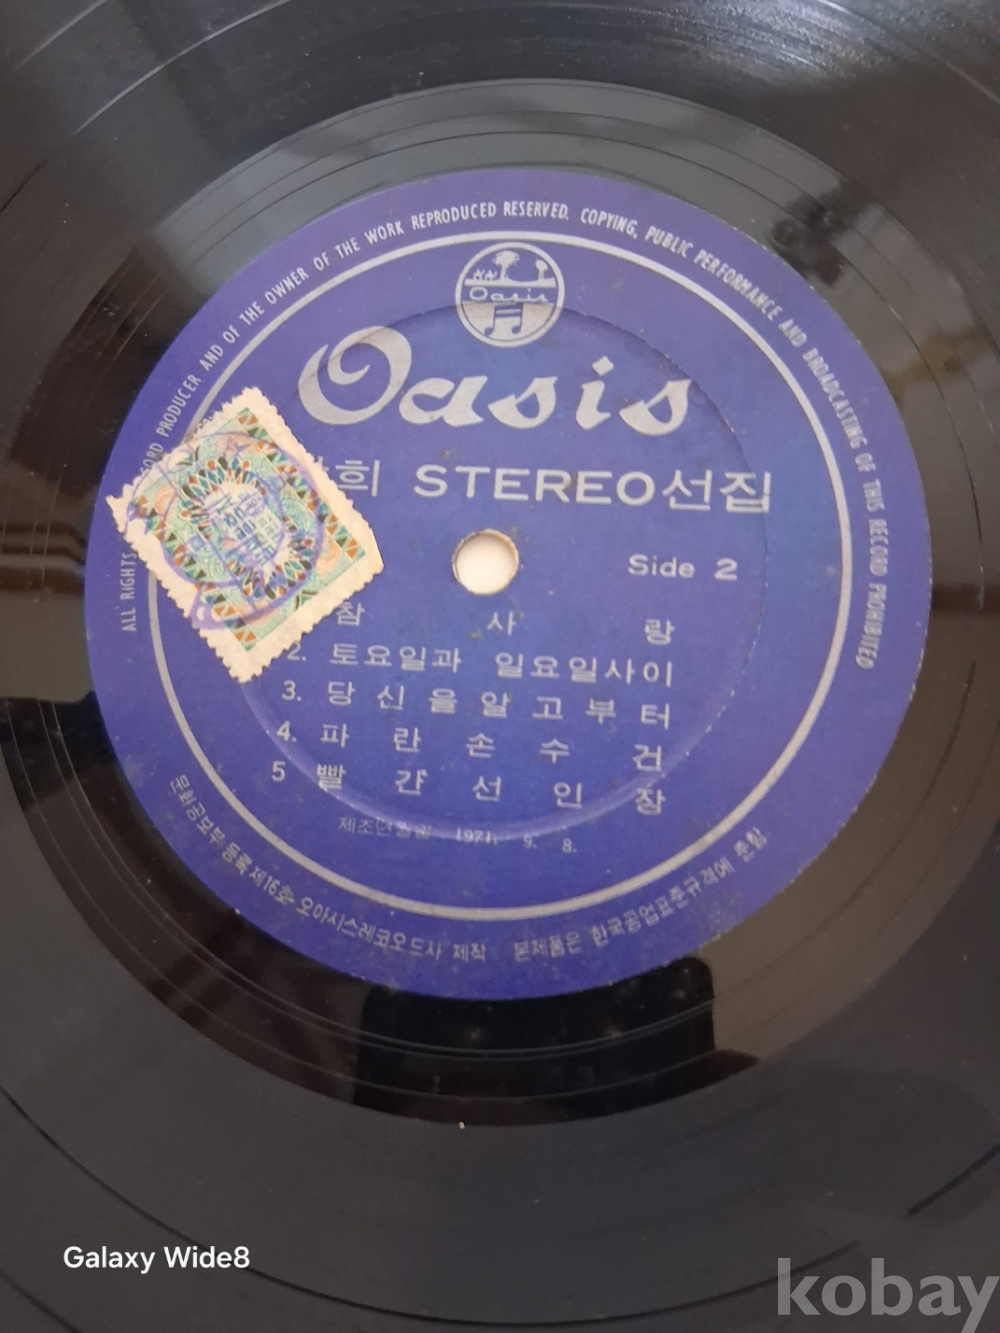 ALL RIGHTS
PRODUCER AND OF THE OWNER OF THE WORK REPRODUCED RESERVED. COPYING, PUBLIC PERFORMANCE AND BROADCASTING OF THIS RECORD PROHIBITED
Oasis
Oasis
희 STEREO선집
Side 2
참 사 랑
2. 토요일과 일요일사이
3. 당 신 을 알 고 부 터
4. 파 란 손 수 건
5 빨 간 선 인 장
제조년월일 9. 8.
문화공보부 등록 제16호 오아시스레코오드사 제작 본제품은 한국공업표준규격에 준함
Galaxy Wide8
kobay